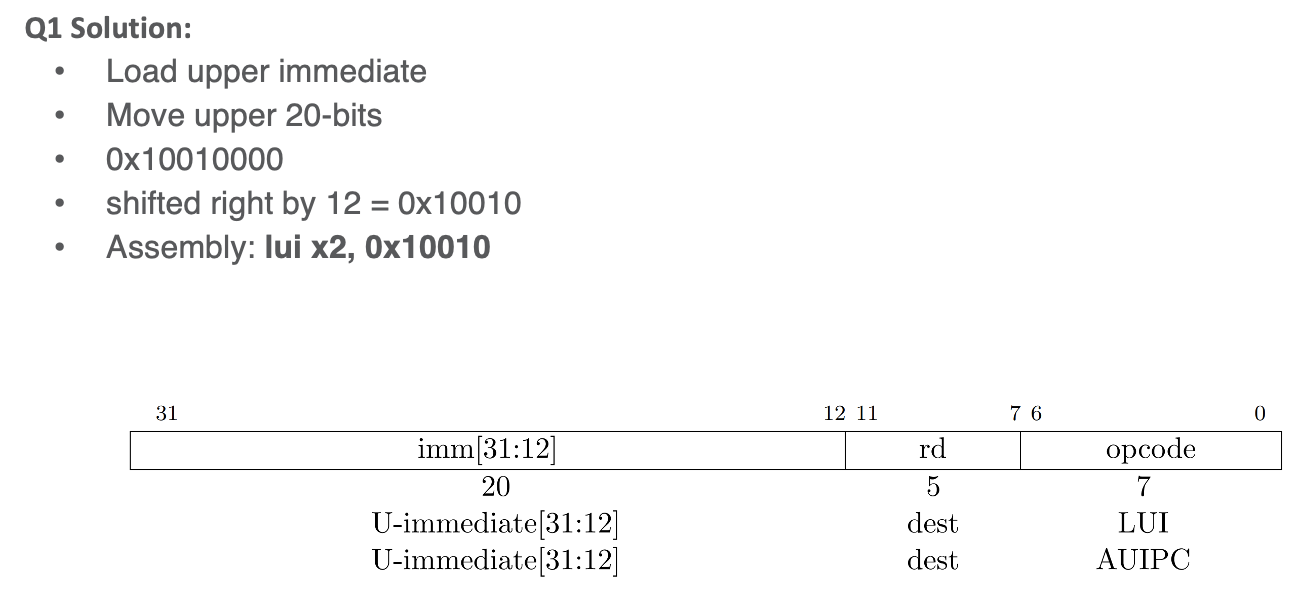 Q1 Solution:
• Load upper immediate
• Move upper 20-bits
• 0x10010000
• shifted right by 12 = 0x10010
• Assembly: lui x2, 0x10010
31 12 11 7 6 0
imm[31:12] rd opcode
20 5 7
U-immediate[31:12] dest LUI
U-immediate[31:12] dest AUIPC